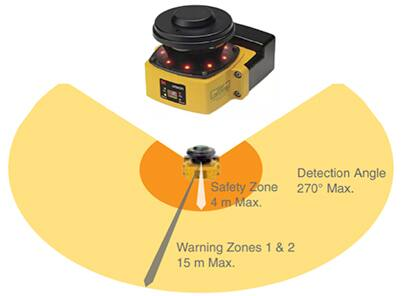 Safety Zone
4 m Max.
Detection Angle
270° Max.
Warning Zones 1 & 2
15 m Max.